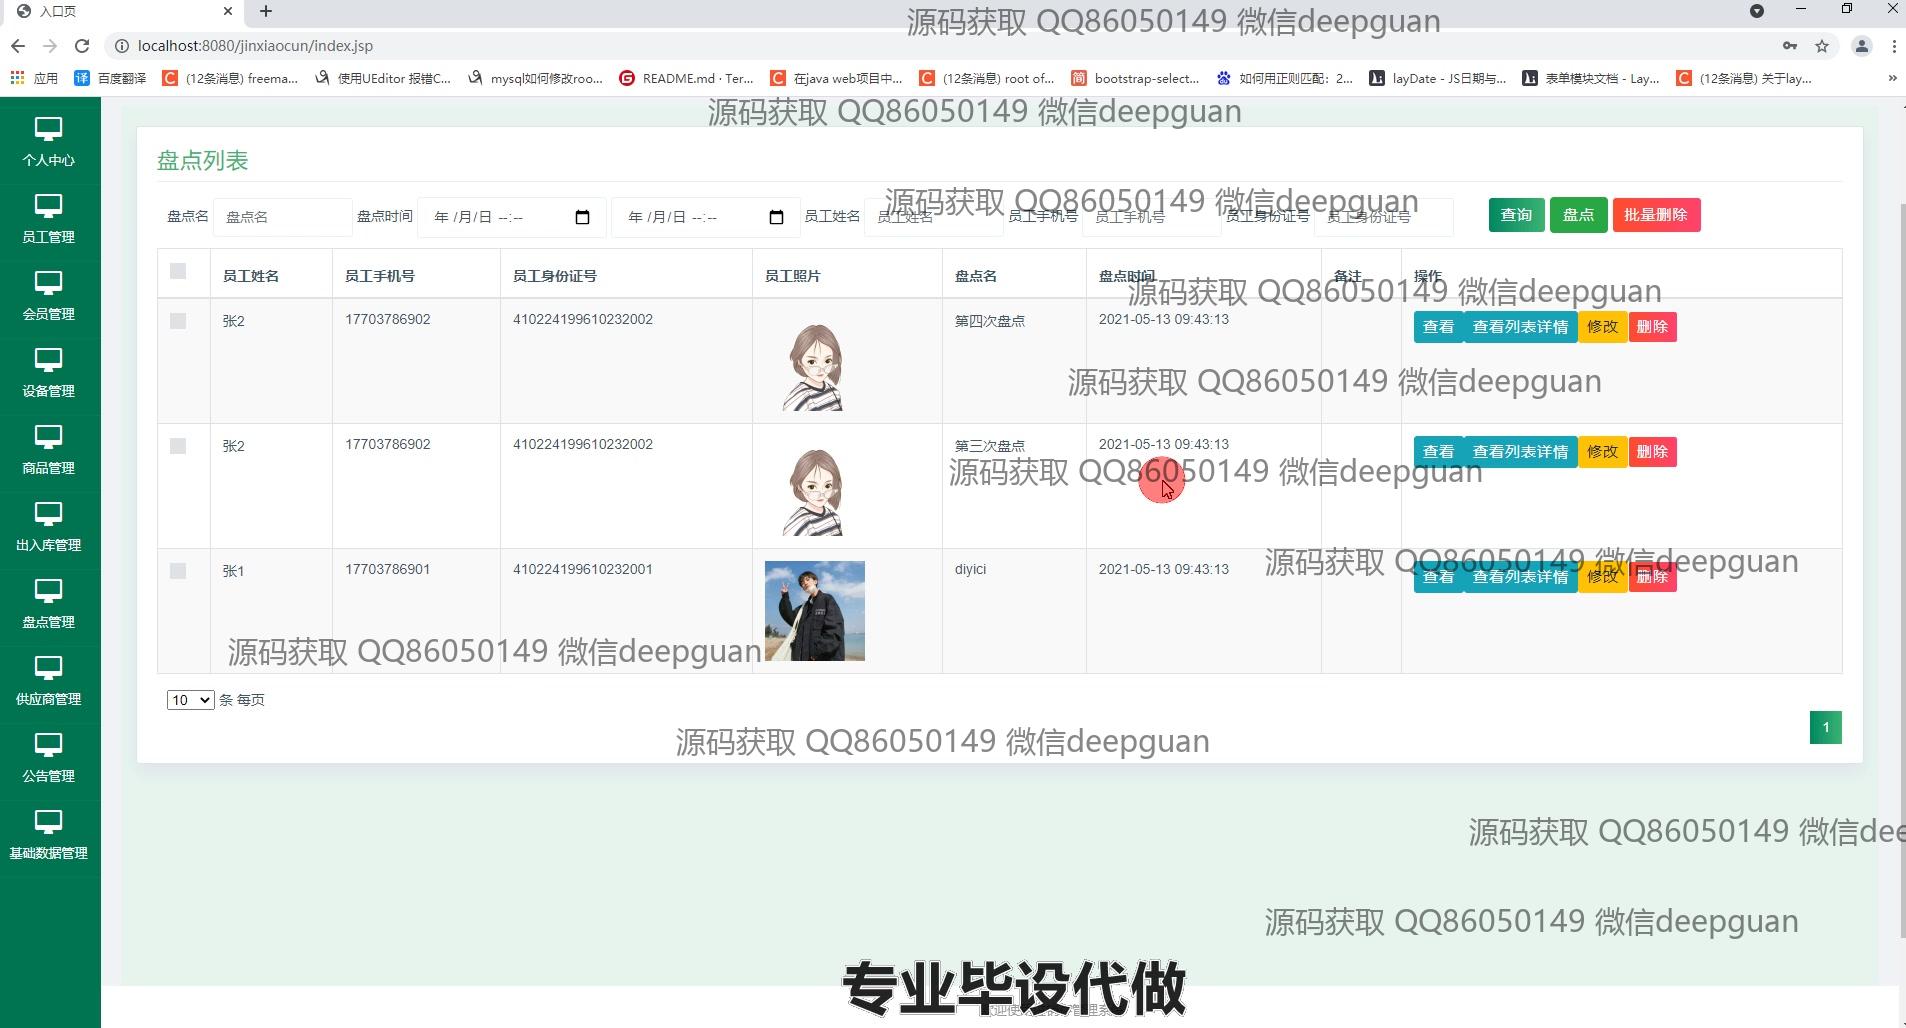 入口页
localhost:8080/jinxiaocun/index.jsp
应用
译 百度翻译
(12条消息) freema...
使用UEditor 报错C...
mysql如何修改roo...
README.md · Ter...
在java web项目中...
(12条消息) root of...
简 bootstrap-select...
如何用正则匹配：2...
layDate - JS日期与...
表单模块文档 - Lay...
(12条消息) 关于lay...
源码获取 QQ86050149 微信deepguan
源码获取 QQ86050149 微信deepguan
个人中心
员工管理
会员管理
设备管理
商品管理
出入库管理
盘点管理
供应商管理
公告管理
基础数据管理
盘点列表
源码获取 QQ86050149 微信deepguan
盘点名 盘点名 盘点时间 年 /月/日 --:-- 年 /月/日 --:-- 员工姓名 员工姓名 员工手机号 员工手机号 员工身份证号 员工身份证号 查询 盘点 批量删除
员工姓名 员工手机号 员工身份证号 员工照片 盘点名 盘点时间 备注 操作
源码获取 QQ86050149 微信deepguan
张2 17703786902 410224199610232002 第四次盘点 2021-05-13 09:43:13 查看 查看列表详情 修改 删除
源码获取 QQ86050149 微信deepguan
张2 17703786902 410224199610232002 第三次盘点 2021-05-13 09:43:13 查看 查看列表详情 修改 删除
源码获取 QQ86050149 微信deepguan
源码获取 QQ86050149 微信deepguan
张1 17703786901 410224199610232001 diyici 2021-05-13 09:43:13 查看 查看列表详情 修改 删除
源码获取 QQ86050149 微信deepguan
10 条 每页
1
源码获取 QQ86050149 微信deepguan
源码获取 QQ86050149 微信dee
源码获取 QQ86050149 微信deepguan
专业毕设代做